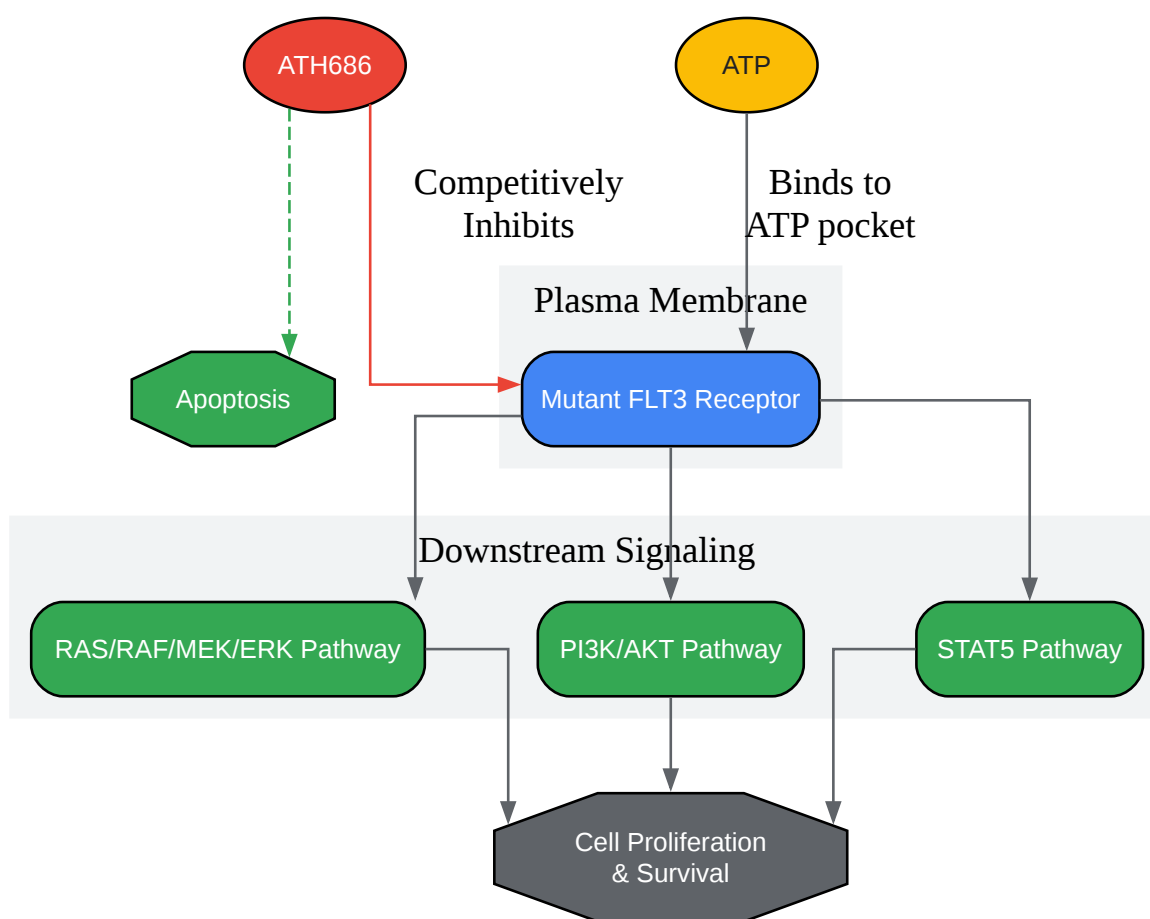 ATH686
ATP
Competitively
Inhibits
Binds to
ATP pocket
Plasma Membrane
Apoptosis
Mutant FLT3 Receptor
Downstream Signaling
RAS/RAF/MEK/ERK Pathway
PI3K/AKT Pathway
STAT5 Pathway
Cell Proliferation
& Survival